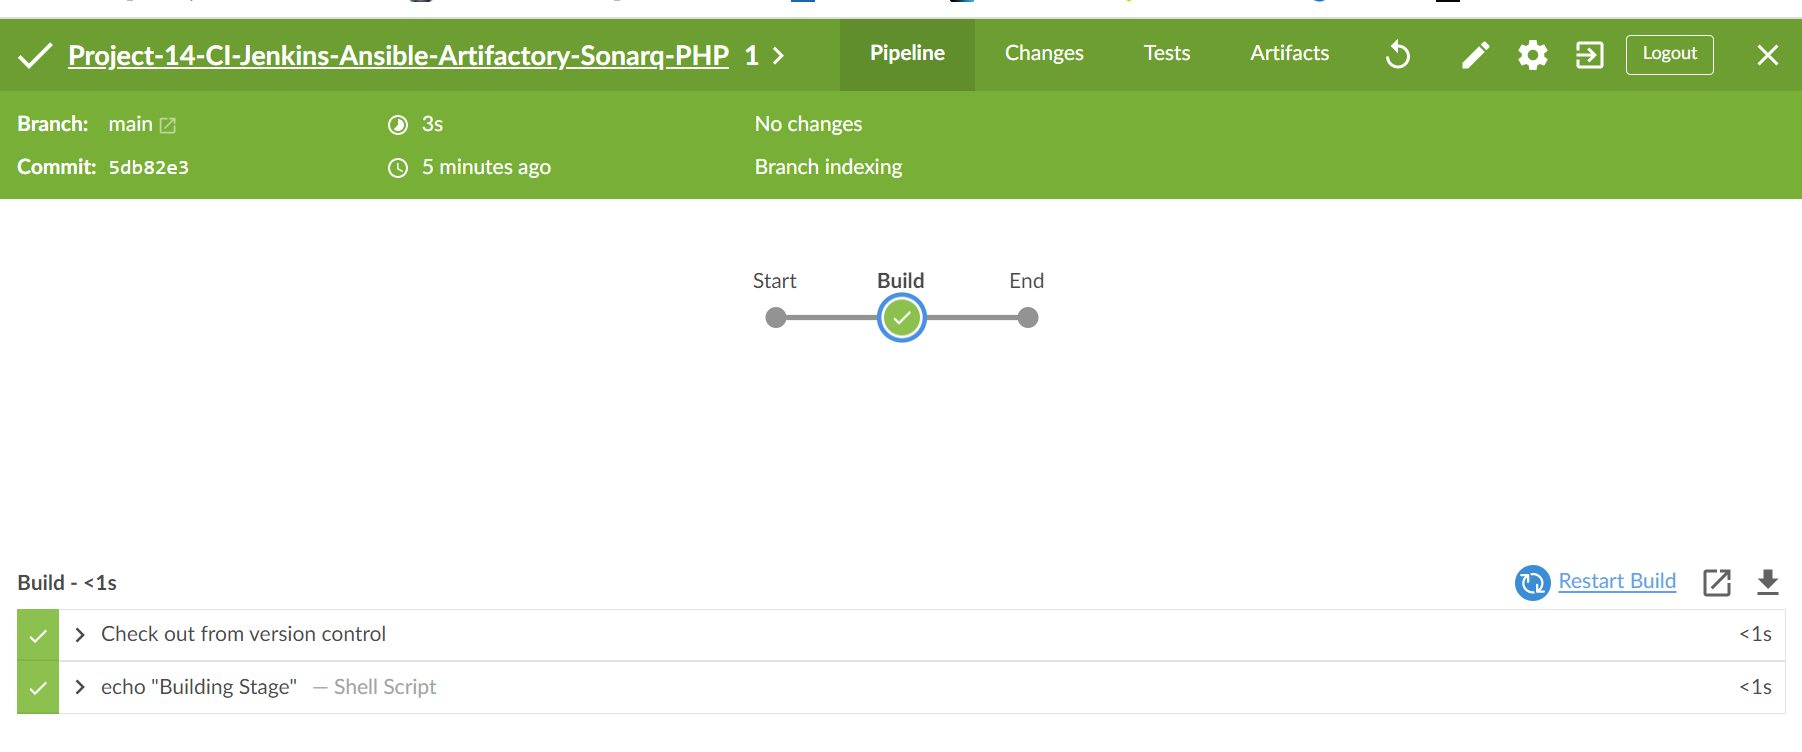 Project-14-CI-Jenkins-Ansible-Artifactory-Sonarq-PHP 1 Pipeline Changes Tests Artifacts Logout
Branch: main 3s No changes
Commit: 5db82e3 5 minutes ago Branch indexing
Start Build End
Build - <1s Restart Build
Check out from version control <1s
echo "Building Stage" — Shell Script <1s